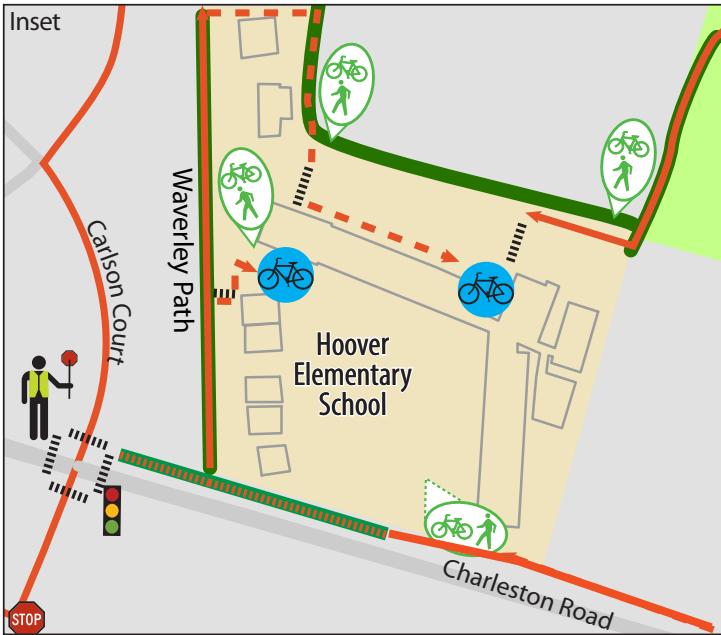 Inset
Waverley Path
Carlson Court
Hoover
Elementary
School
Charleston Road
STOP